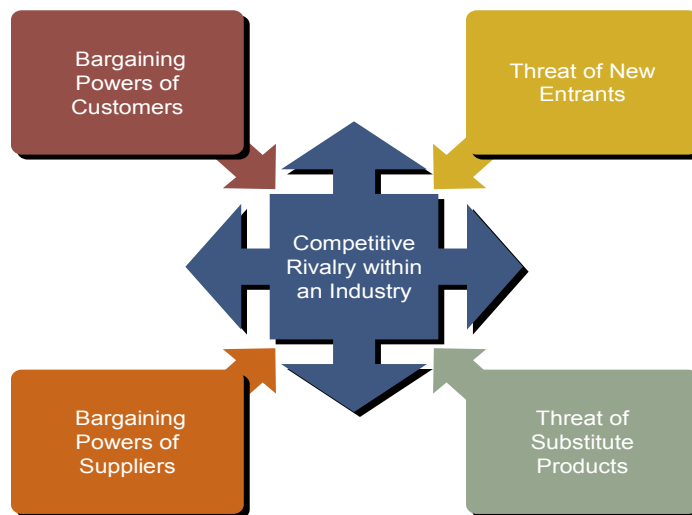 Bargaining
Powers of
Customers
Threat of New
Entrants
Competitive
Rivalry within
an Industry
Bargaining
Powers of
Suppliers
Threat of
Substitute
Products